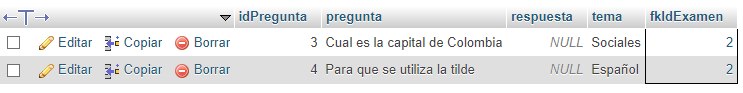 idPregunta pregunta respuesta tema fkIdExamen
Editar Copiar Borrar 3 Cual es la capital de Colombia NULL Sociales 2
Editar Copiar Borrar 4 Para que se utiliza la tilde NULL Español 2